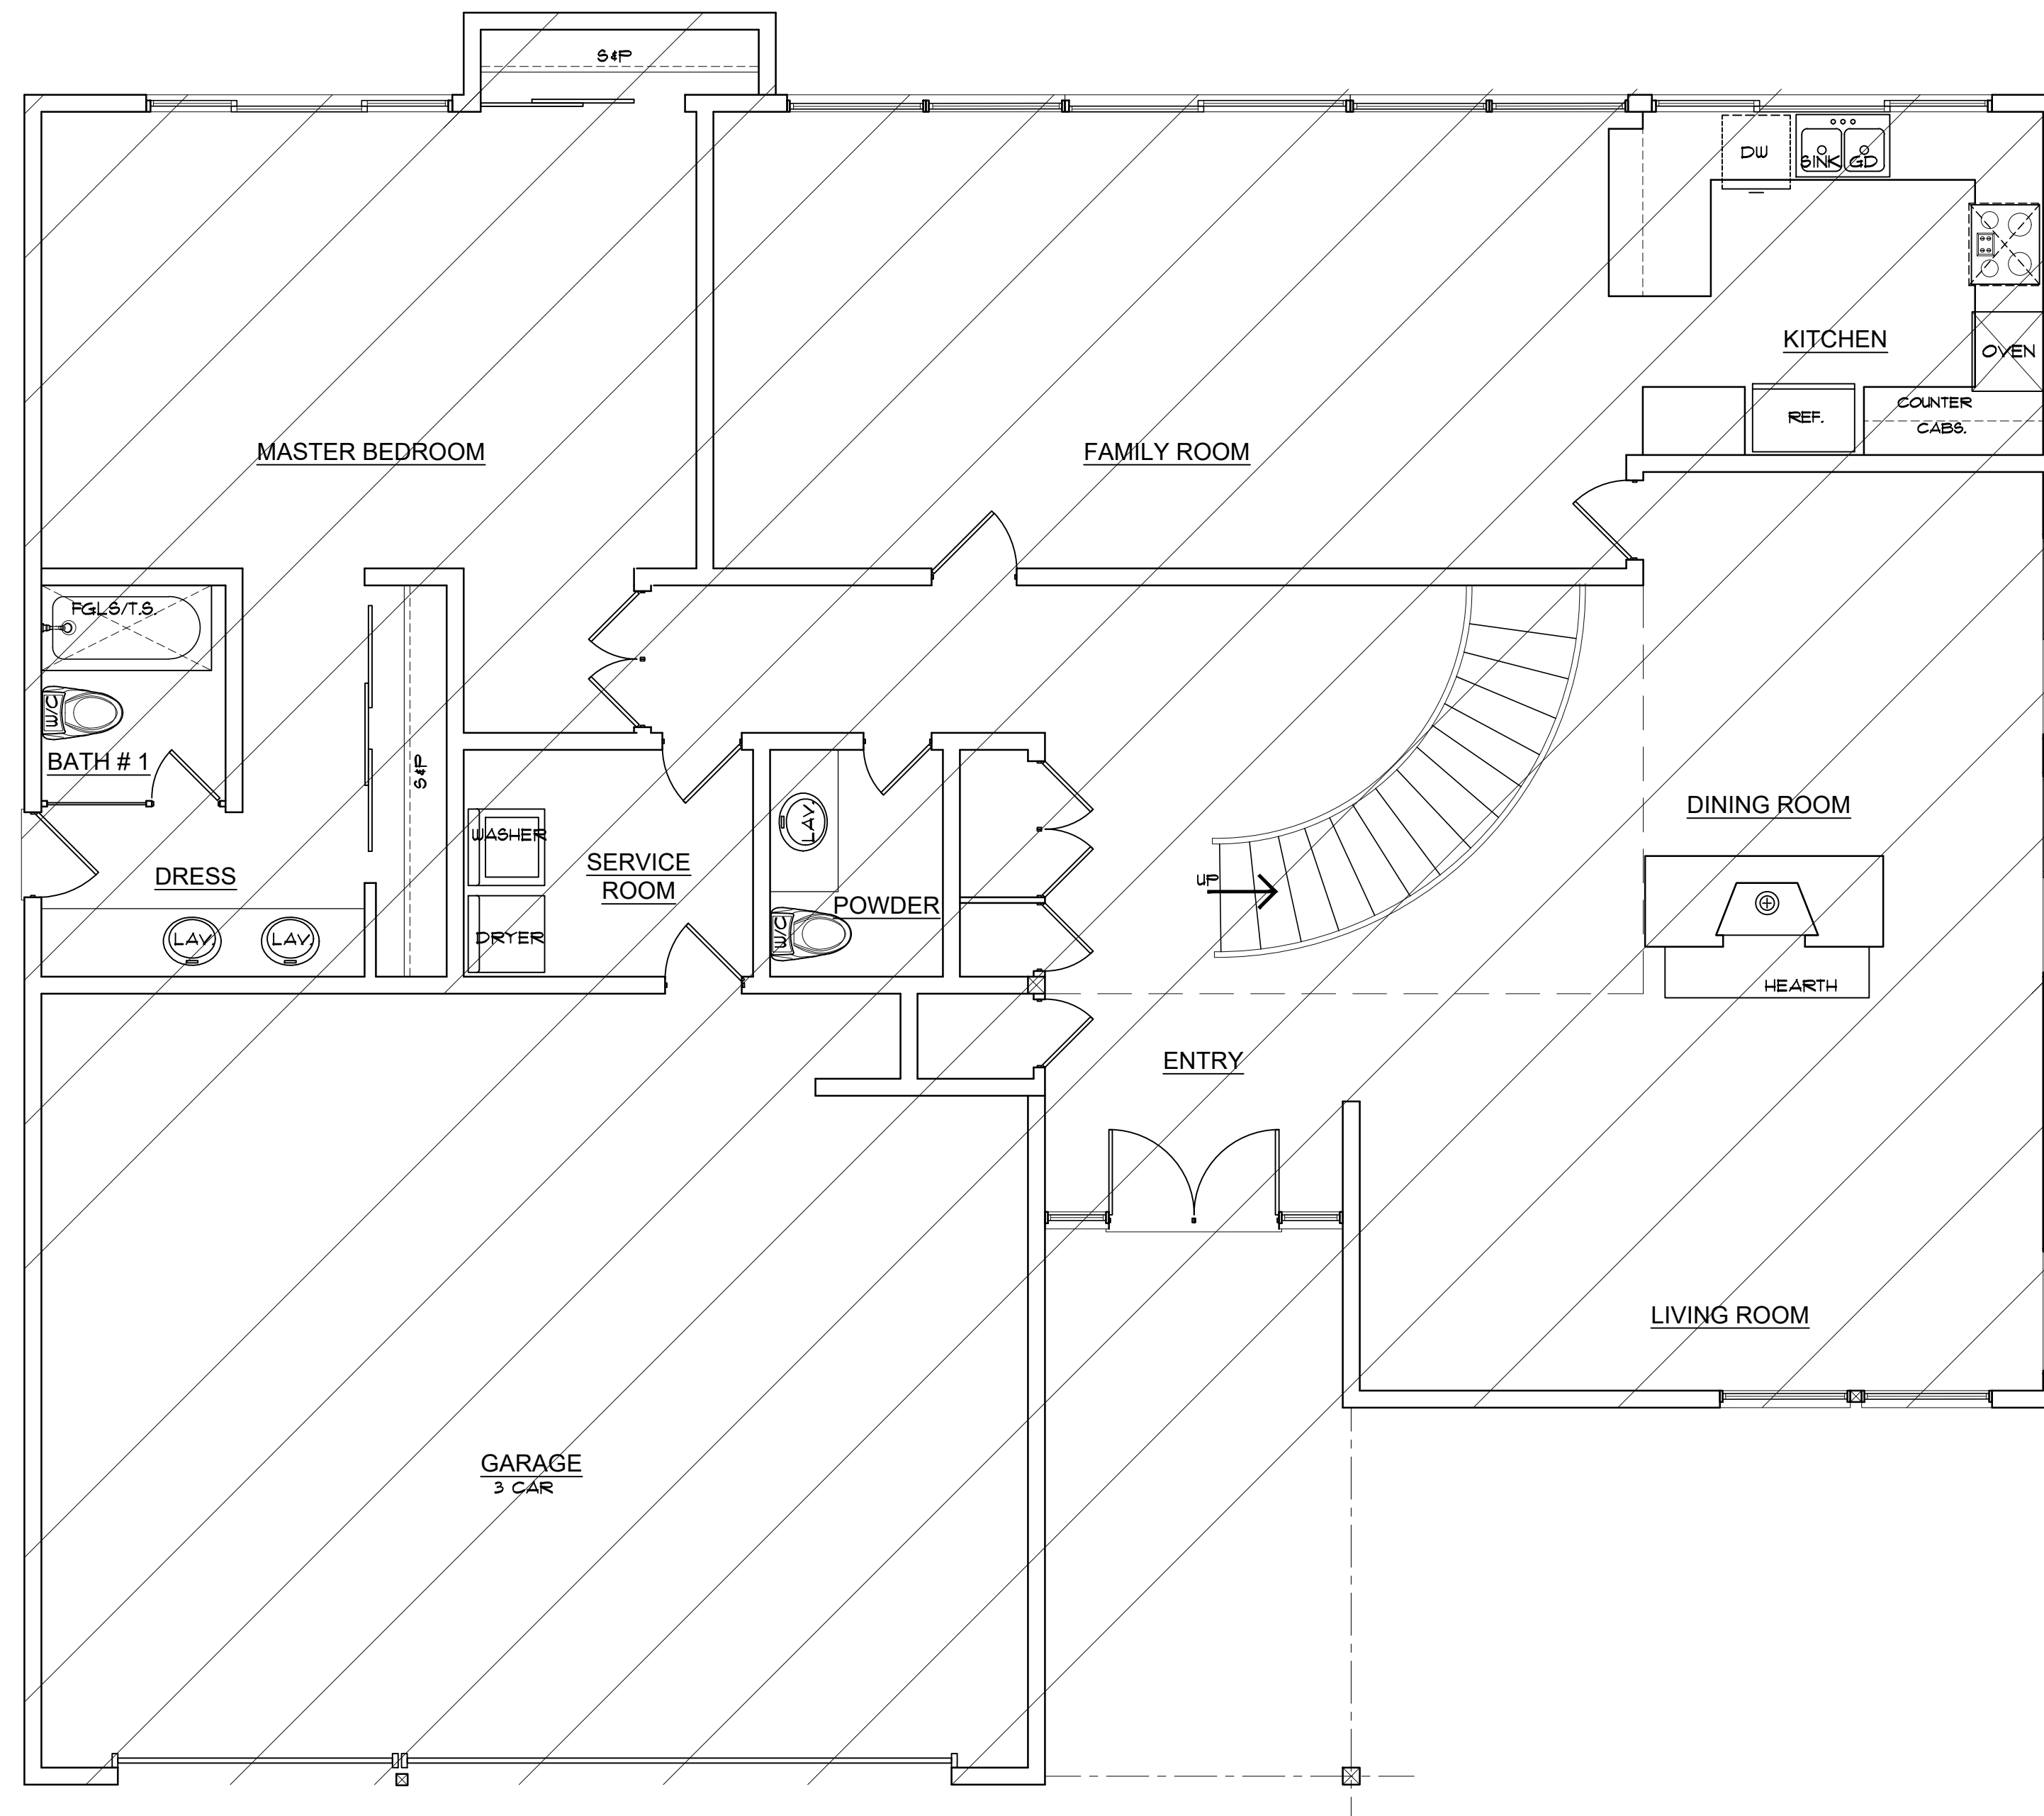 S&P
DW
SINK GD
KITCHEN
OVEN
REF.
COUNTER
CABS.
MASTER BEDROOM
FAMILY ROOM
FGLS/T.S.
W/C
BATH # 1
S&P
DRESS
LAV.
LAV.
WASHER
DRYER
SERVICE
ROOM
LAV.
POWDER
W/C
UP
DINING ROOM
HEARTH
ENTRY
LIVING ROOM
GARAGE
3 CAR